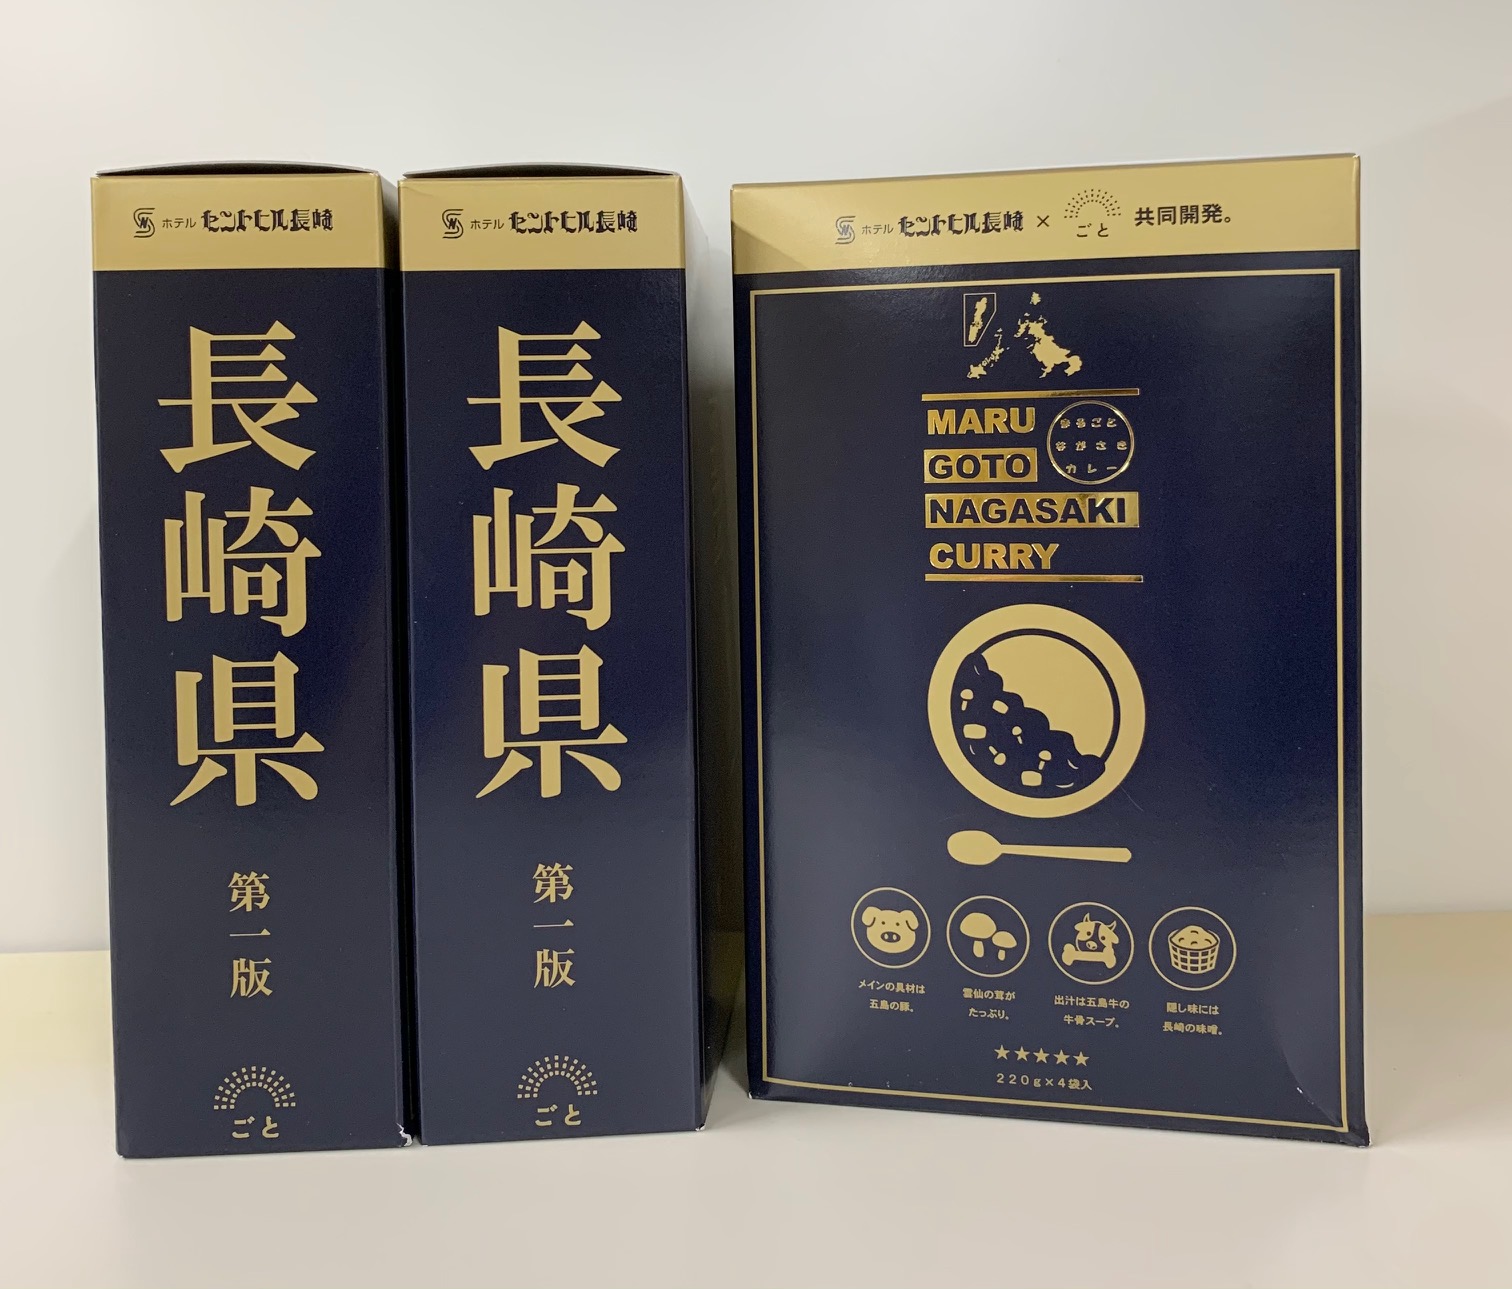 ホテル セントヒル長崎
長崎県
第一版
ごと
ホテル セントヒル長崎
長崎県
第一版
ごと
ホテル セントヒル長崎 × ごと 共同開発。
MARU
GOTO
NAGASAKI
CURRY
まるごと
ながさき
カレー
メインの具材は
五島の豚。
雲仙の茸が
たっぷり。
出汁は五島牛の
牛骨スープ。
隠し味には
長崎の味噌。
★★★★★
220g×4袋入